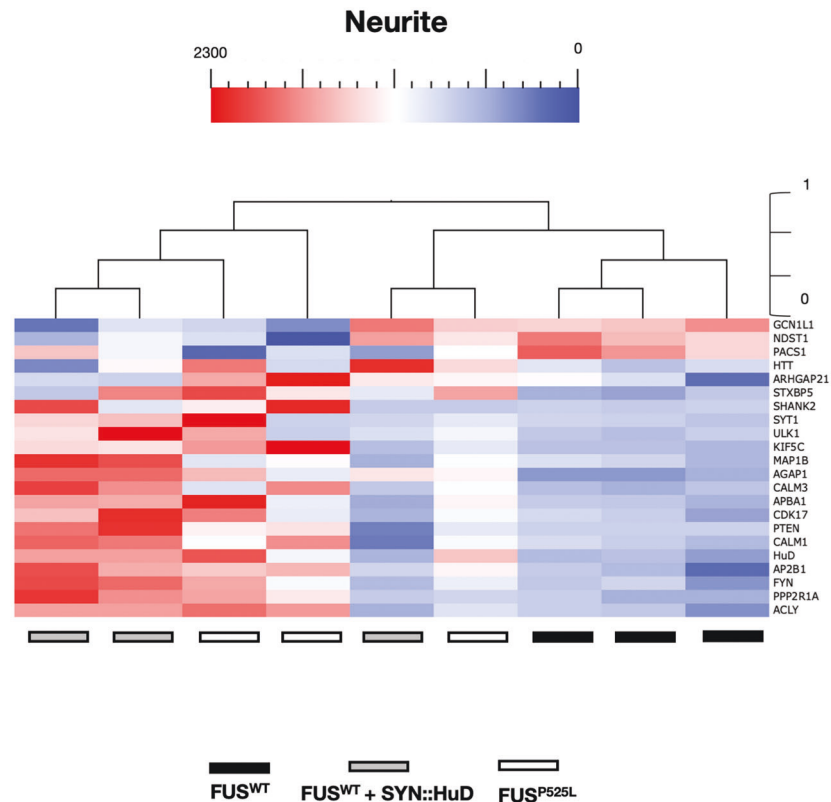 Neurite
2300 0
1
0
GCN1L1
NDST1
PACS1
HTT
ARHGAP21
STXBP5
SHANK2
SYT1
ULK1
KIF5C
MAP1B
AGAP1
CALM3
APBA1
CDK17
PTEN
CALM1
HuD
AP2B1
FYN
PPP2R1A
ACLY
FUSᵂᵀ FUSᵂᵀ + SYN::HuD FUSᴾ⁵²⁵ᴸ